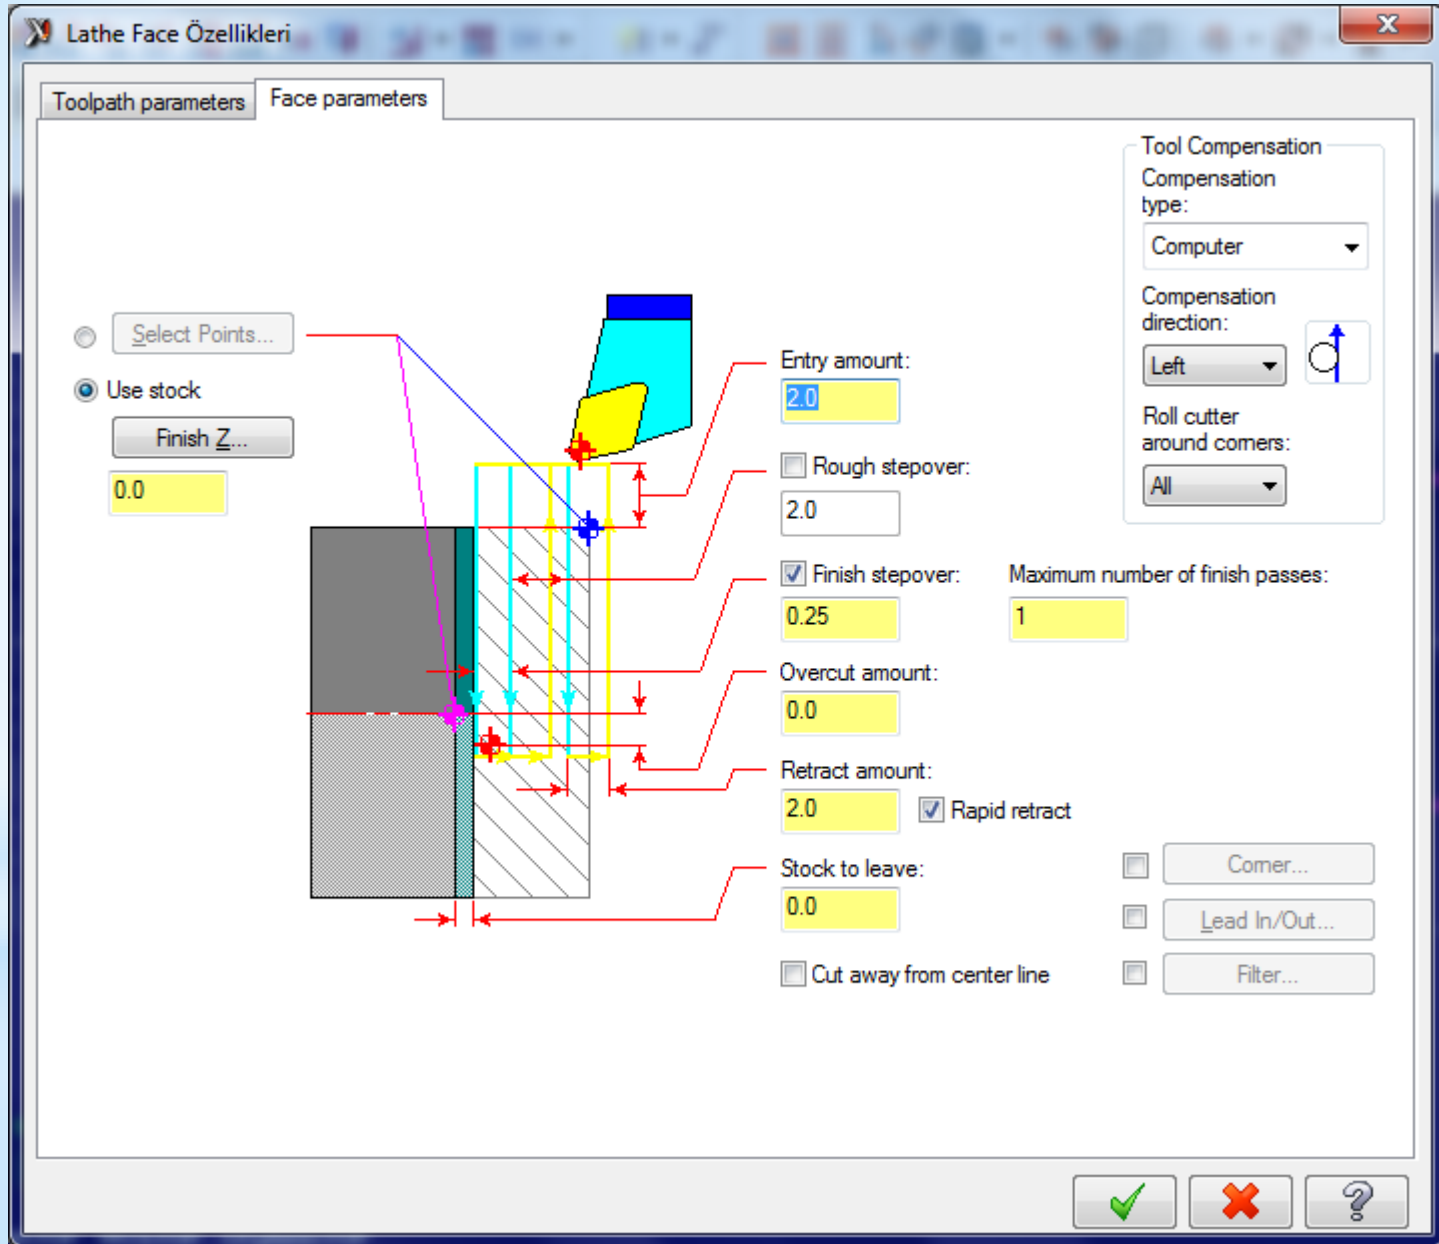 Lathe Face Özellikleri
Toolpath parameters
Face parameters
Tool Compensation
Compensation
type:
Computer
Compensation
direction:
Left
Roll cutter
around corners:
All
Select Points...
Use stock
Finish Z...
0.0
Entry amount:
2.0
Rough stepover:
2.0
Finish stepover:
Maximum number of finish passes:
0.25
1
Overcut amount:
0.0
Retract amount:
2.0
Rapid retract
Stock to leave:
0.0
Cut away from center line
Corner...
Lead In/Out...
Filter...